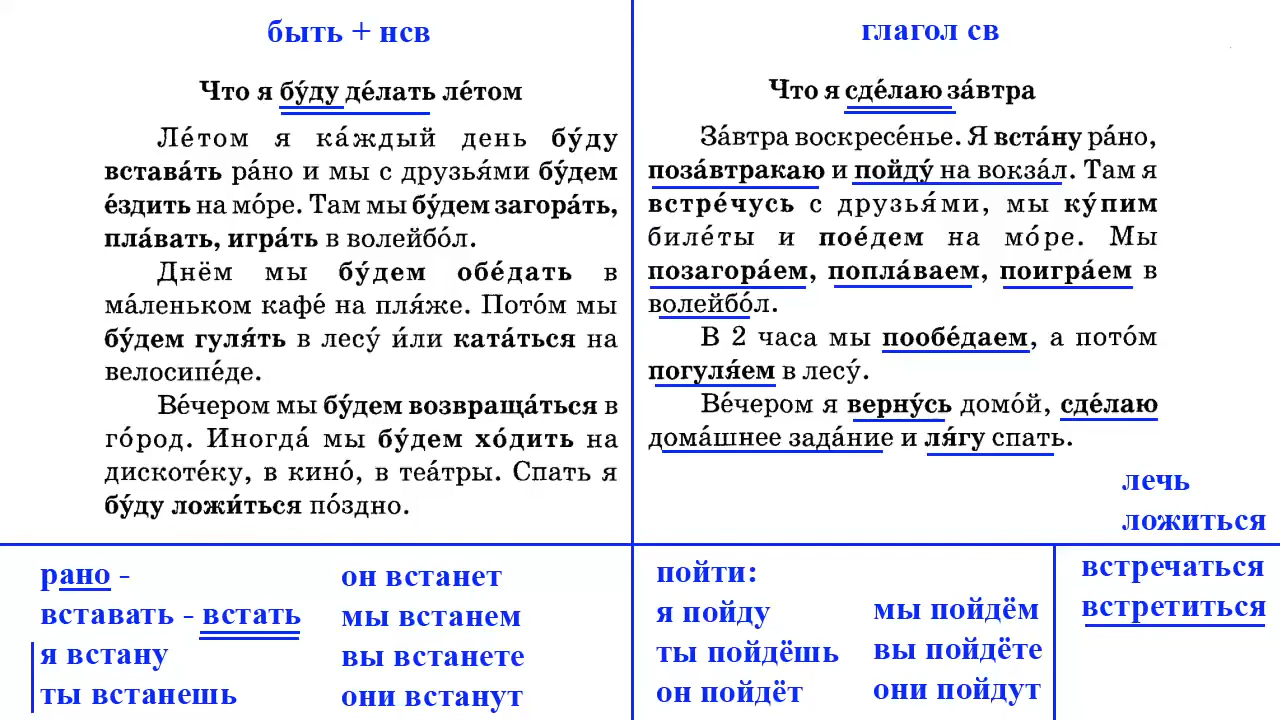 быть + нсв
Что я бу́ду де́лать ле́том
Ле́том я ка́ждый день бу́ду
встава́ть ра́но и мы с друзья́ми бу́дем
е́здить на мо́ре. Там мы бу́дем загора́ть,
пла́вать, игра́ть в волейбо́л.
Днём мы бу́дем обе́дать в
ма́леньком кафе́ на пля́же. Пото́м мы
бу́дем гуля́ть в лесу́ и́ли ката́ться на
велосипе́де.
Ве́чером мы бу́дем возвраща́ться в
го́род. Иногда́ мы бу́дем хо́дить на
дискоте́ку, в кино́, в теа́тры. Спать я
бу́ду ложи́ться по́здно.
глагол св
Что я сде́лаю за́втра
За́втра воскресе́нье. Я вста́ну ра́но,
поза́втракаю и пойду́ на вокза́л. Там я
встре́чусь с друзья́ми, мы ку́пим
биле́ты и пое́дем на мо́ре. Мы
позагора́ем, попла́ваем, поигра́ем в
волейбо́л.
В 2 часа мы пообе́даем, а пото́м
погуля́ем в лесу́.
Ве́чером я верну́сь домо́й, сде́лаю
дома́шнее зада́ние и ля́гу спать.
лечь
ложиться
рано -
вставать - встать
я встану
ты встанешь
он встанет
мы встанем
вы встанете
они встанут
пойти:
я пойду
ты пойдёшь
он пойдёт
мы пойдём
вы пойдёте
они пойдут
встречаться
встретиться